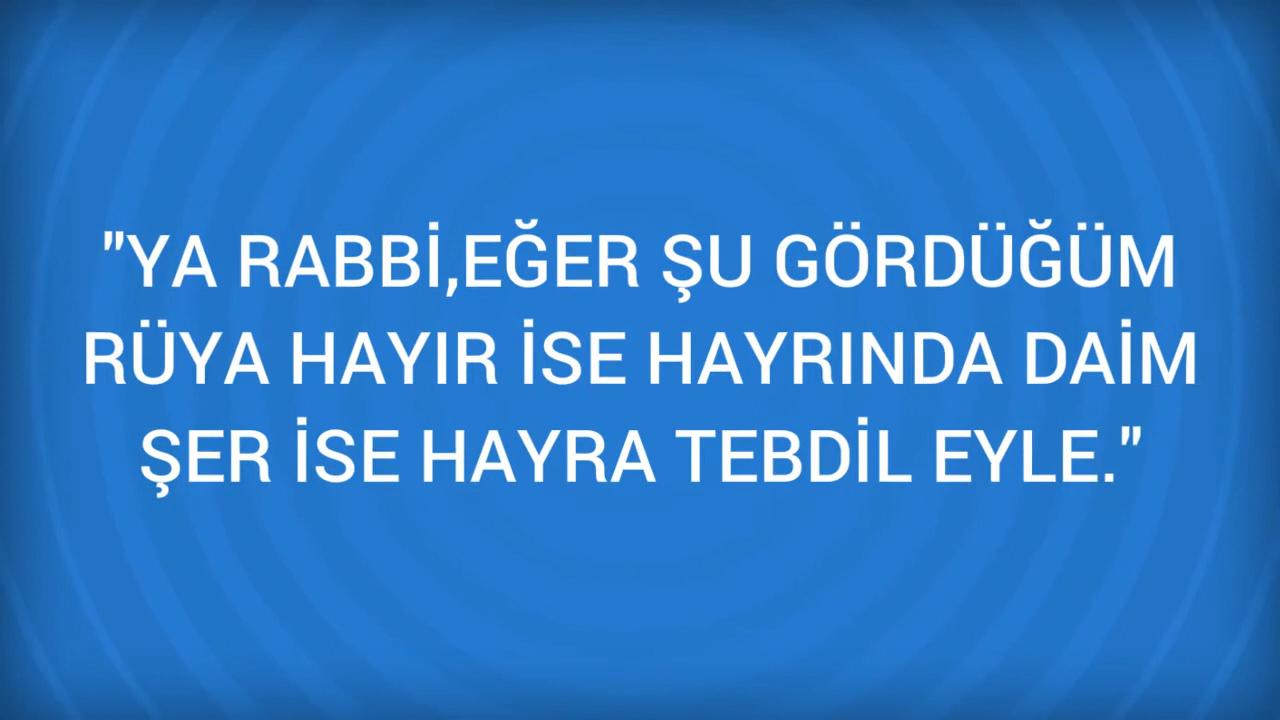 "YA RABBİ,EĞER ŞU GÖRDÜĞÜM
RÜYA HAYIR İSE HAYRINDA DAİM
ŞER İSE HAYRA TEBDİL EYLE."